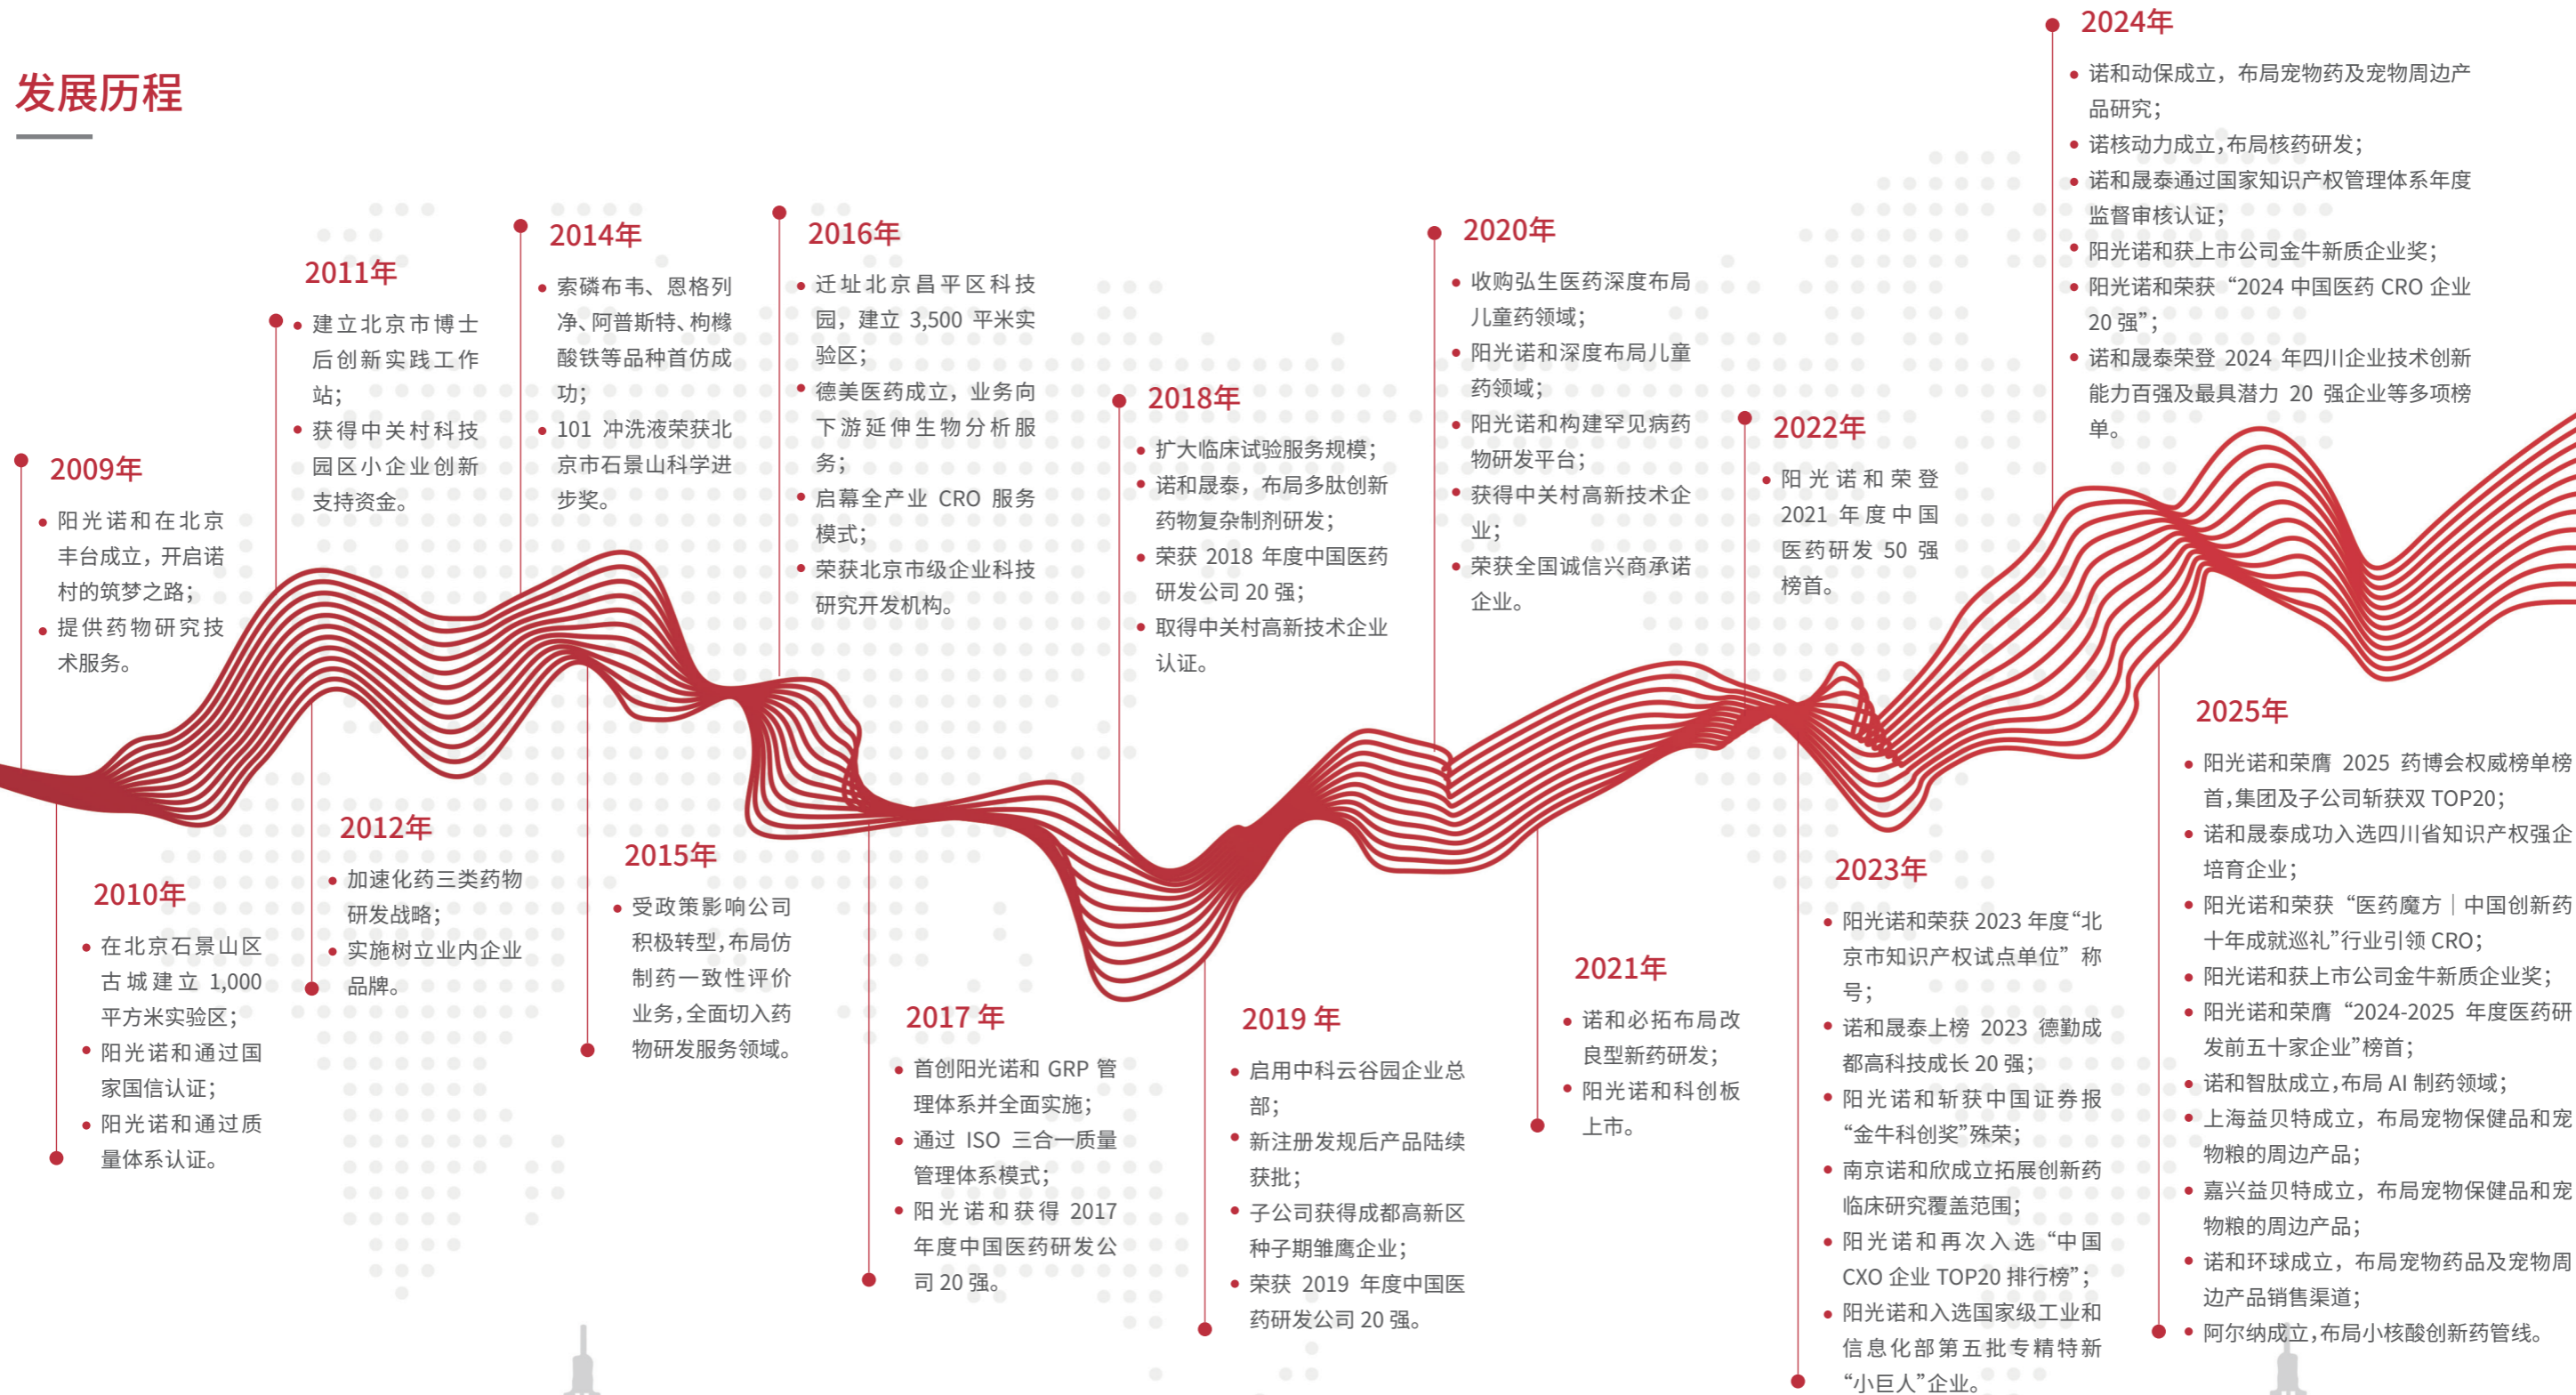 发展历程
2009年
阳光诺和在北京
丰台成立，开启诺
村的筑梦之路；
提供药物研究技
术服务。
2010年
在北京石景山区
古城建立 1,000
平方米实验区；
阳光诺和通过国
家国信认证；
阳光诺和通过质
量体系认证。
2011年
建立北京市博士
后创新实践工作
站；
获得中关村科技
园区小企业创新
支持资金。
2012年
加速化药三类药物
研发战略；
实施树立业内企业
品牌。
2014年
索磷布韦、恩格列
净、阿普斯特、枸橼
酸铁等品种首仿成
功；
101 冲洗液荣获北
京市石景山科学进
步奖。
2015年
受政策影响公司
积极转型，布局仿
制药一致性评价
业务，全面切入药
物研发服务领域。
2016年
迁址北京昌平区科技
园，建立 3,500 平米实
验区；
德美医药成立，业务向
下游延伸生物分析服
务；
启幕全产业 CRO 服务
模式；
荣获北京市级企业科技
研究开发机构。
2017 年
首创阳光诺和 GRP 管
理体系并全面实施；
通过 ISO 三合一质量
管理体系模式；
阳光诺和获得 2017
年度中国医药研发公
司 20 强。
2018年
扩大临床试验服务规模；
诺和晟泰，布局多肽创新
药物复杂制剂研发；
荣获 2018 年度中国医药
研发公司 20 强；
取得中关村高新技术企业
认证。
2019 年
启用中科云谷园企业总
部；
新注册发规后产品陆续
获批；
子公司获得成都高新区
种子期雏鹰企业；
荣获 2019 年度中国医
药研发公司 20 强。
2020年
收购弘生医药深度布局
儿童药领域；
阳光诺和深度布局儿童
药领域；
阳光诺和构建罕见病药
物研发平台；
获得中关村高新技术企
业；
荣获全国诚信兴商承诺
企业。
2021年
诺和必拓布局改
良型新药研发；
阳光诺和科创板
上市。
2022年
阳光诺和荣登
2021 年度中国
医药研发 50 强
榜首。
2023年
阳光诺和荣获 2023 年度“北
京市知识产权试点单位”称
号；
诺和晟泰上榜 2023 德勤成
都高科技成长 20 强；
阳光诺和斩获中国证券报
“金牛科创奖”殊荣；
南京诺和欣成立拓展创新药
临床研究覆盖范围；
阳光诺和再次入选“中国
CXO 企业 TOP20 排行榜”；
阳光诺和入选国家级工业和
信息化部第五批专精特新
“小巨人”企业。
2024年
诺和动保成立，布局宠物药及宠物周边产
品研究；
诺核动力成立，布局核药研发；
诺和晟泰通过国家知识产权管理体系年度
监督审核认证；
阳光诺和获上市公司金牛新质企业奖；
阳光诺和荣获“2024 中国医药 CRO 企业
20 强”；
诺和晟泰荣登 2024 年四川企业技术创新
能力百强及最具潜力 20 强企业等多项榜
单。
2025年
阳光诺和荣膺 2025 药博会权威榜单榜
首，集团及子公司斩获双 TOP20；
诺和晟泰成功入选四川省知识产权强企
培育企业；
阳光诺和荣获“医药魔方｜中国创新药
十年成就巡礼”行业引领 CRO；
阳光诺和获上市公司金牛新质企业奖；
阳光诺和荣膺“2024-2025 年度医药研
发前五十家企业”榜首；
诺和智肽成立，布局 AI 制药领域；
上海益贝特成立，布局宠物保健品和宠
物粮的周边产品；
嘉兴益贝特成立，布局宠物保健品和宠
物粮的周边产品；
诺和环球成立，布局宠物药品及宠物周
边产品销售渠道；
阿尔纳成立，布局小核酸创新药管线。